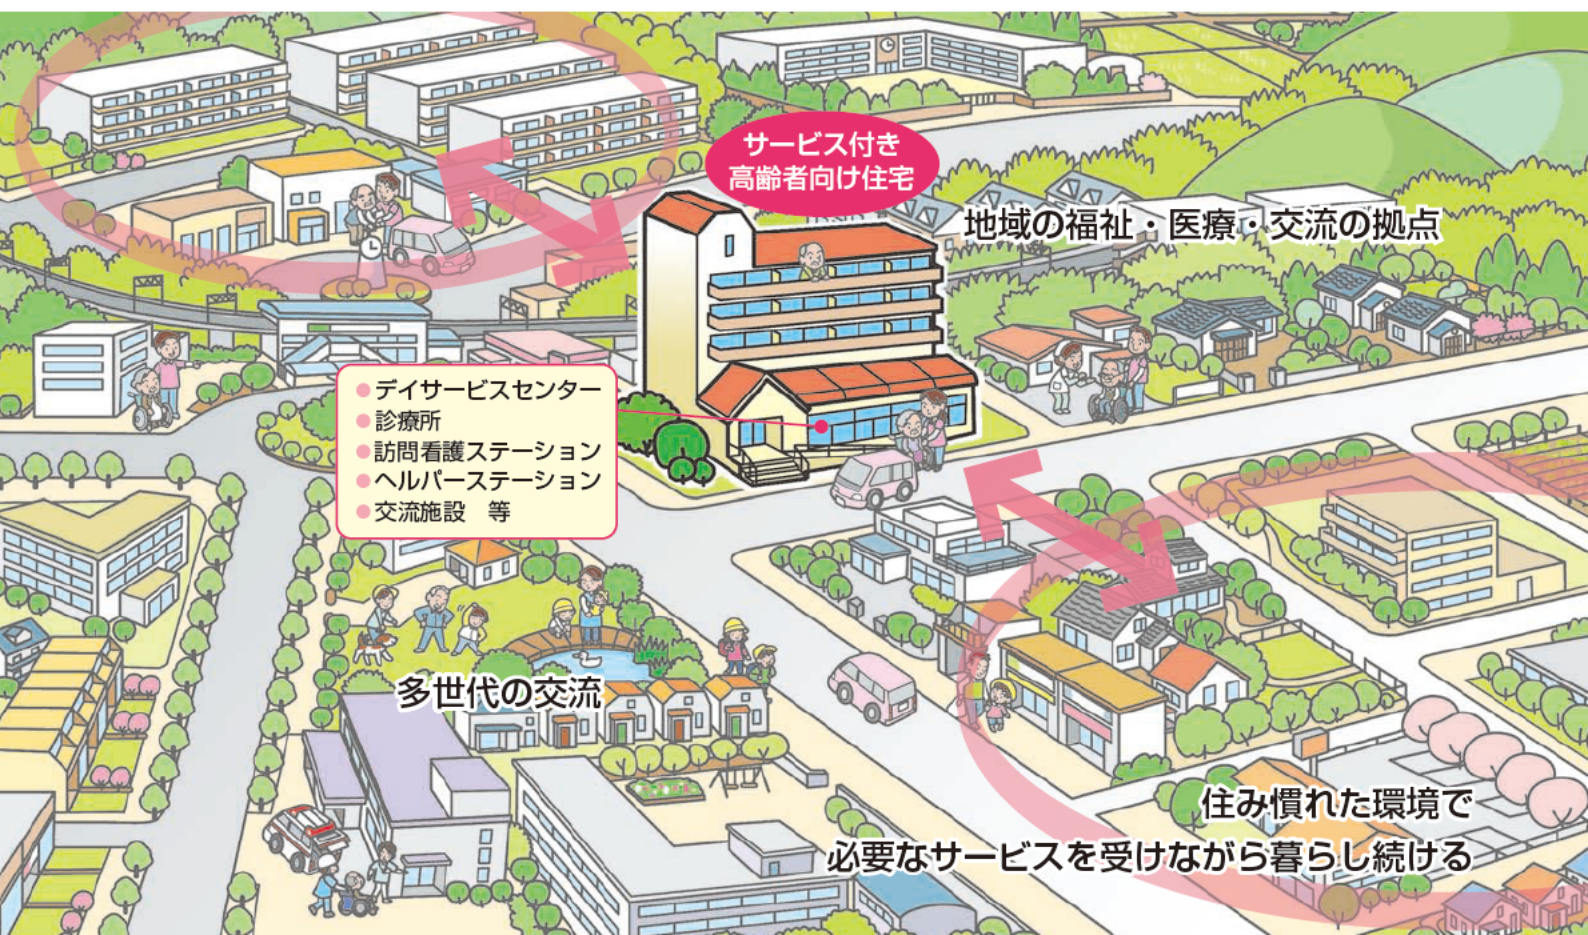 サービス付き
高齢者向け住宅
地域の福祉・医療・交流の拠点
デイサービスセンター
診療所
訪問看護ステーション
ヘルパーステーション
交流施設　等
多世代の交流
住み慣れた環境で
必要なサービスを受けながら暮らし続ける